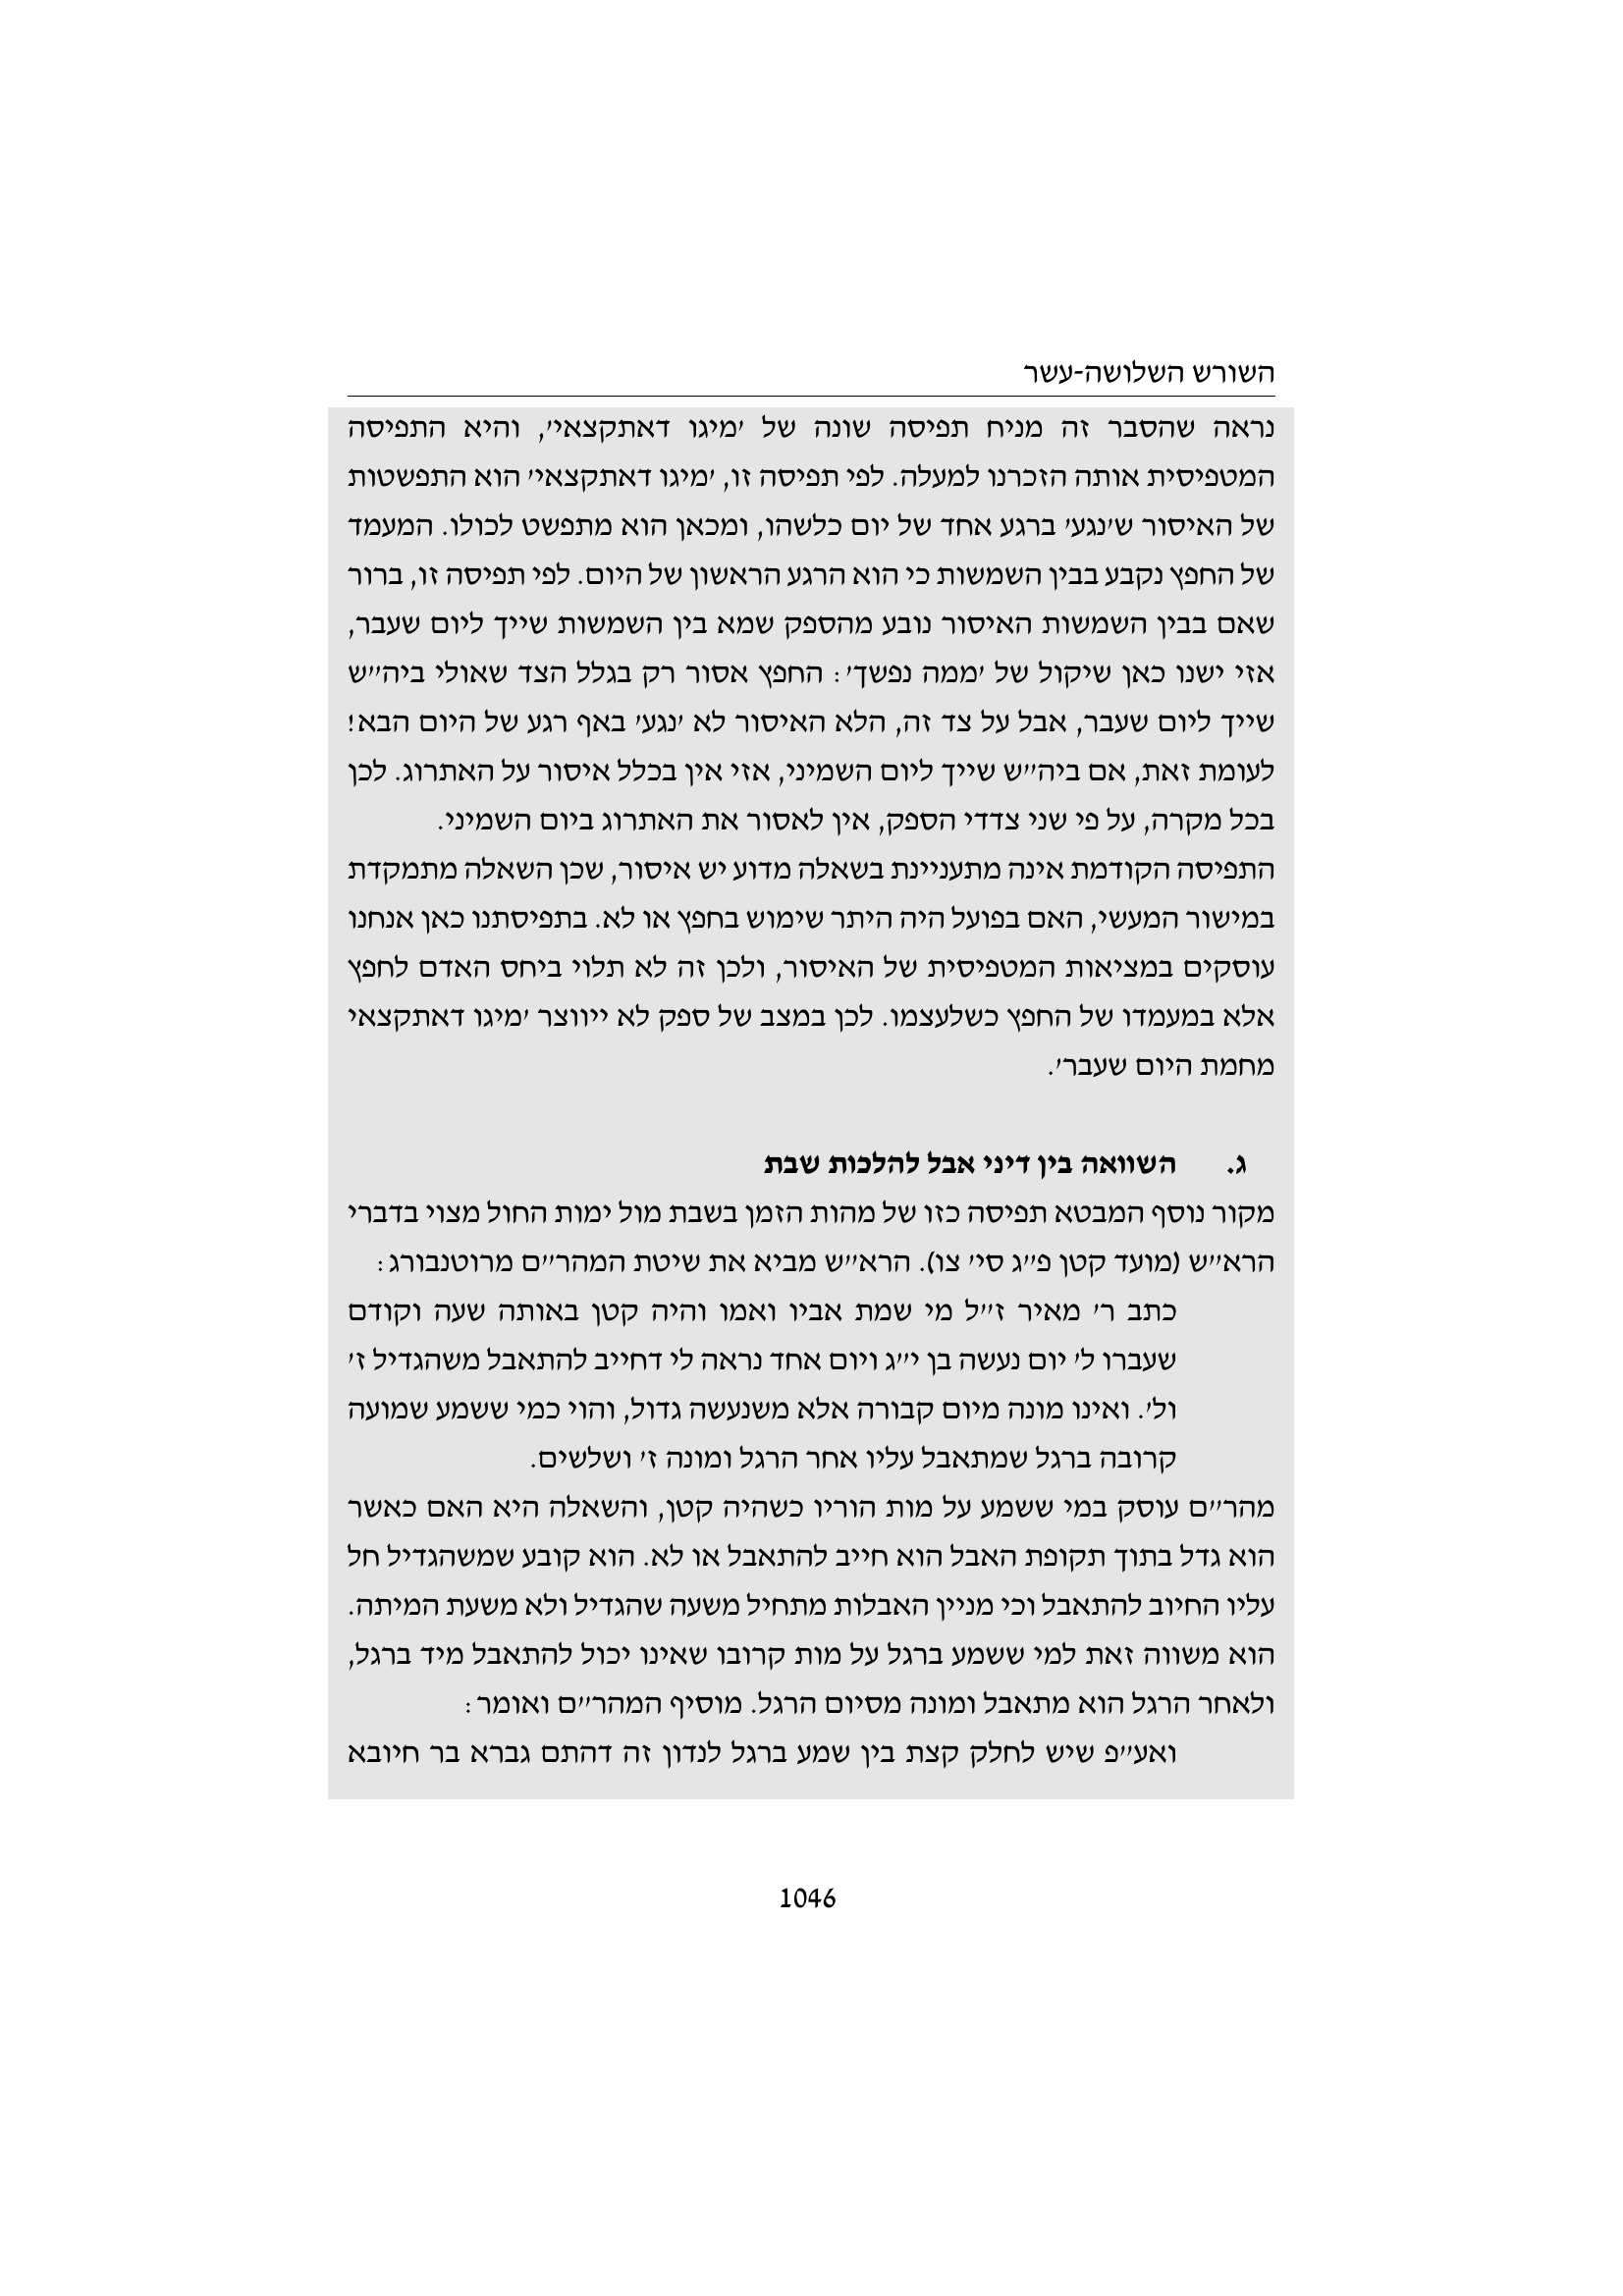 השורש השלושה-עשר
נראה שהסבר זה מניח תפיסה שונה של 'מיגו דאתקצאי', והיא התפיסה
המטפיסית אותה הזכרנו למעלה. לפי תפיסה זו, 'מיגו דאתקצאי' הוא התפשטות
של האיסור ש'נגע' ברגע אחד של יום כלשהו, ומכאן הוא מתפשט לכולו. המעמד
של החפץ נקבע בבין השמשות כי הוא הרגע הראשון של היום. לפי תפיסה זו, ברור
שאם בבין השמשות האיסור נובע מהספק שמא בין השמשות שייך ליום שעבר,
אזי ישנו כאן שיקול של 'ממה נפשך': החפץ אסור רק בגלל הצד שאולי ביה"ש
שייך ליום שעבר, אבל על צד זה, הלא האיסור לא 'נגע' באף רגע של היום הבא!
לעומת זאת, אם ביה"ש שייך ליום השמיני, אזי אין בכלל איסור על האתרוג. לכן
בכל מקרה, על פי שני צדדי הספק, אין לאסור את האתרוג ביום השמיני.
התפיסה הקודמת אינה מתעניינת בשאלה מדוע יש איסור, שכן השאלה מתמקדת
במישור המעשי, האם בפועל היה היתר שימוש בחפץ או לא. בתפיסתנו כאן אנחנו
עוסקים במציאות המטפיסית של האיסור, ולכן זה לא תלוי ביחס האדם לחפץ
אלא במעמדו של החפץ כשלעצמו. לכן במצב של ספק לא ייווצר 'מיגו דאתקצאי
מחמת היום שעבר'.
ג. השוואה בין דיני אבל להלכות שבת
מקור נוסף המבטא תפיסה כזו של מהות הזמן בשבת מול ימות החול מצוי בדברי
הרא"ש (מועד קטן פ"ג סי' צו). הרא"ש מביא את שיטת המהר"ם מרוטנבורג:
כתב ר' מאיר ז"ל מי שמת אביו ואמו והיה קטן באותה שעה וקודם
שעברו ל' יום נעשה בן י"ג ויום אחד נראה לי דחייב להתאבל משהגדיל ז'
ול'. ואינו מונה מיום קבורה אלא משנעשה גדול, והוי כמי ששמע שמועה
קרובה ברגל שמתאבל עליו אחר הרגל ומונה ז' ושלשים.
מהר"ם עוסק במי ששמע על מות הוריו כשהיה קטן, והשאלה היא האם כאשר
הוא גדל בתוך תקופת האבל הוא חייב להתאבל או לא. הוא קובע שמשהגדיל חל
עליו החיוב להתאבל וכי מניין האבלות מתחיל משעה שהגדיל ולא משעת המיתה.
הוא משווה זאת למי ששמע ברגל על מות קרובו שאינו יכול להתאבל מיד ברגל,
ולאחר הרגל הוא מתאבל ומונה מסיום הרגל. מוסיף המהר"ם ואומר:
ואע"פ שיש לחלק קצת בין שמע ברגל לנדון זה דהתם גברא בר חיובא
1046